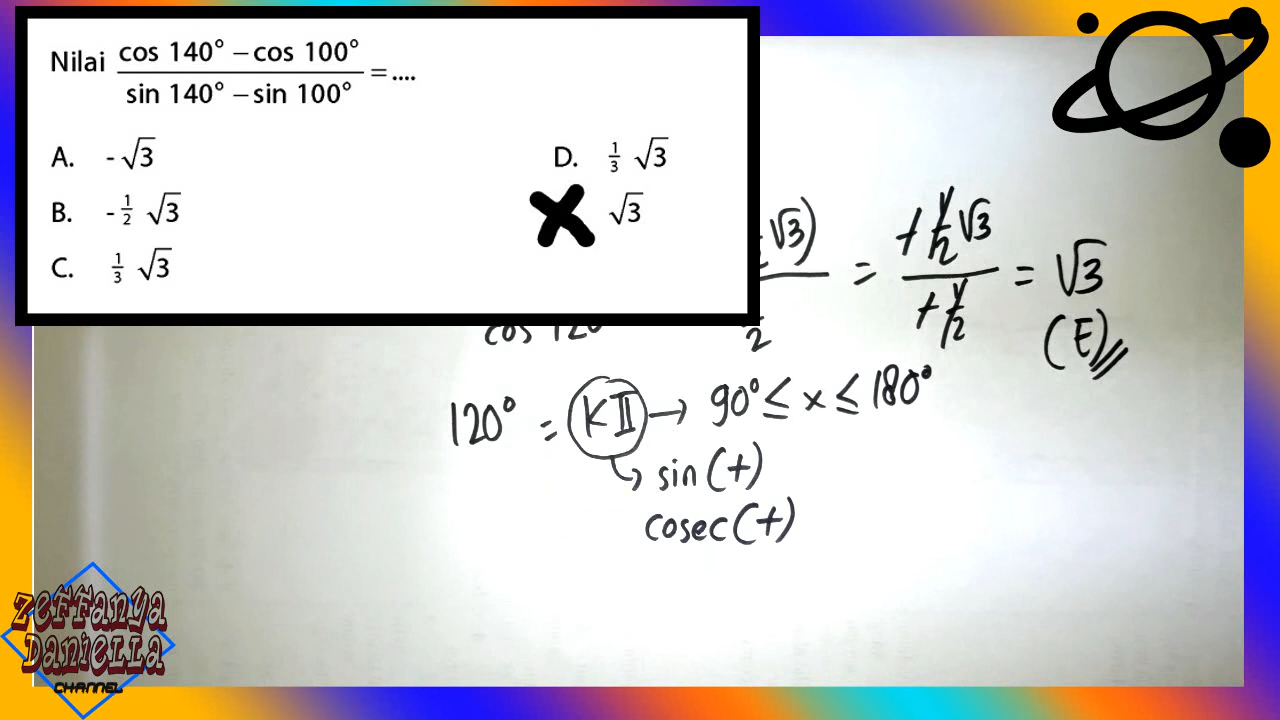 Nilai cos 140° – cos 100° / sin 140° – sin 100° = ....
A. - √3
B. - 1/2 √3
C. 1/3 √3
D. 1/3 √3
√3
√3) = +1/2 √3 / +1/2 = √3
2
(E)
cos 120
120° = KII → 90° ≤ x ≤ 180°
sin (+)
cosec (+)
Zeffanya
Daniella
CHANNEL